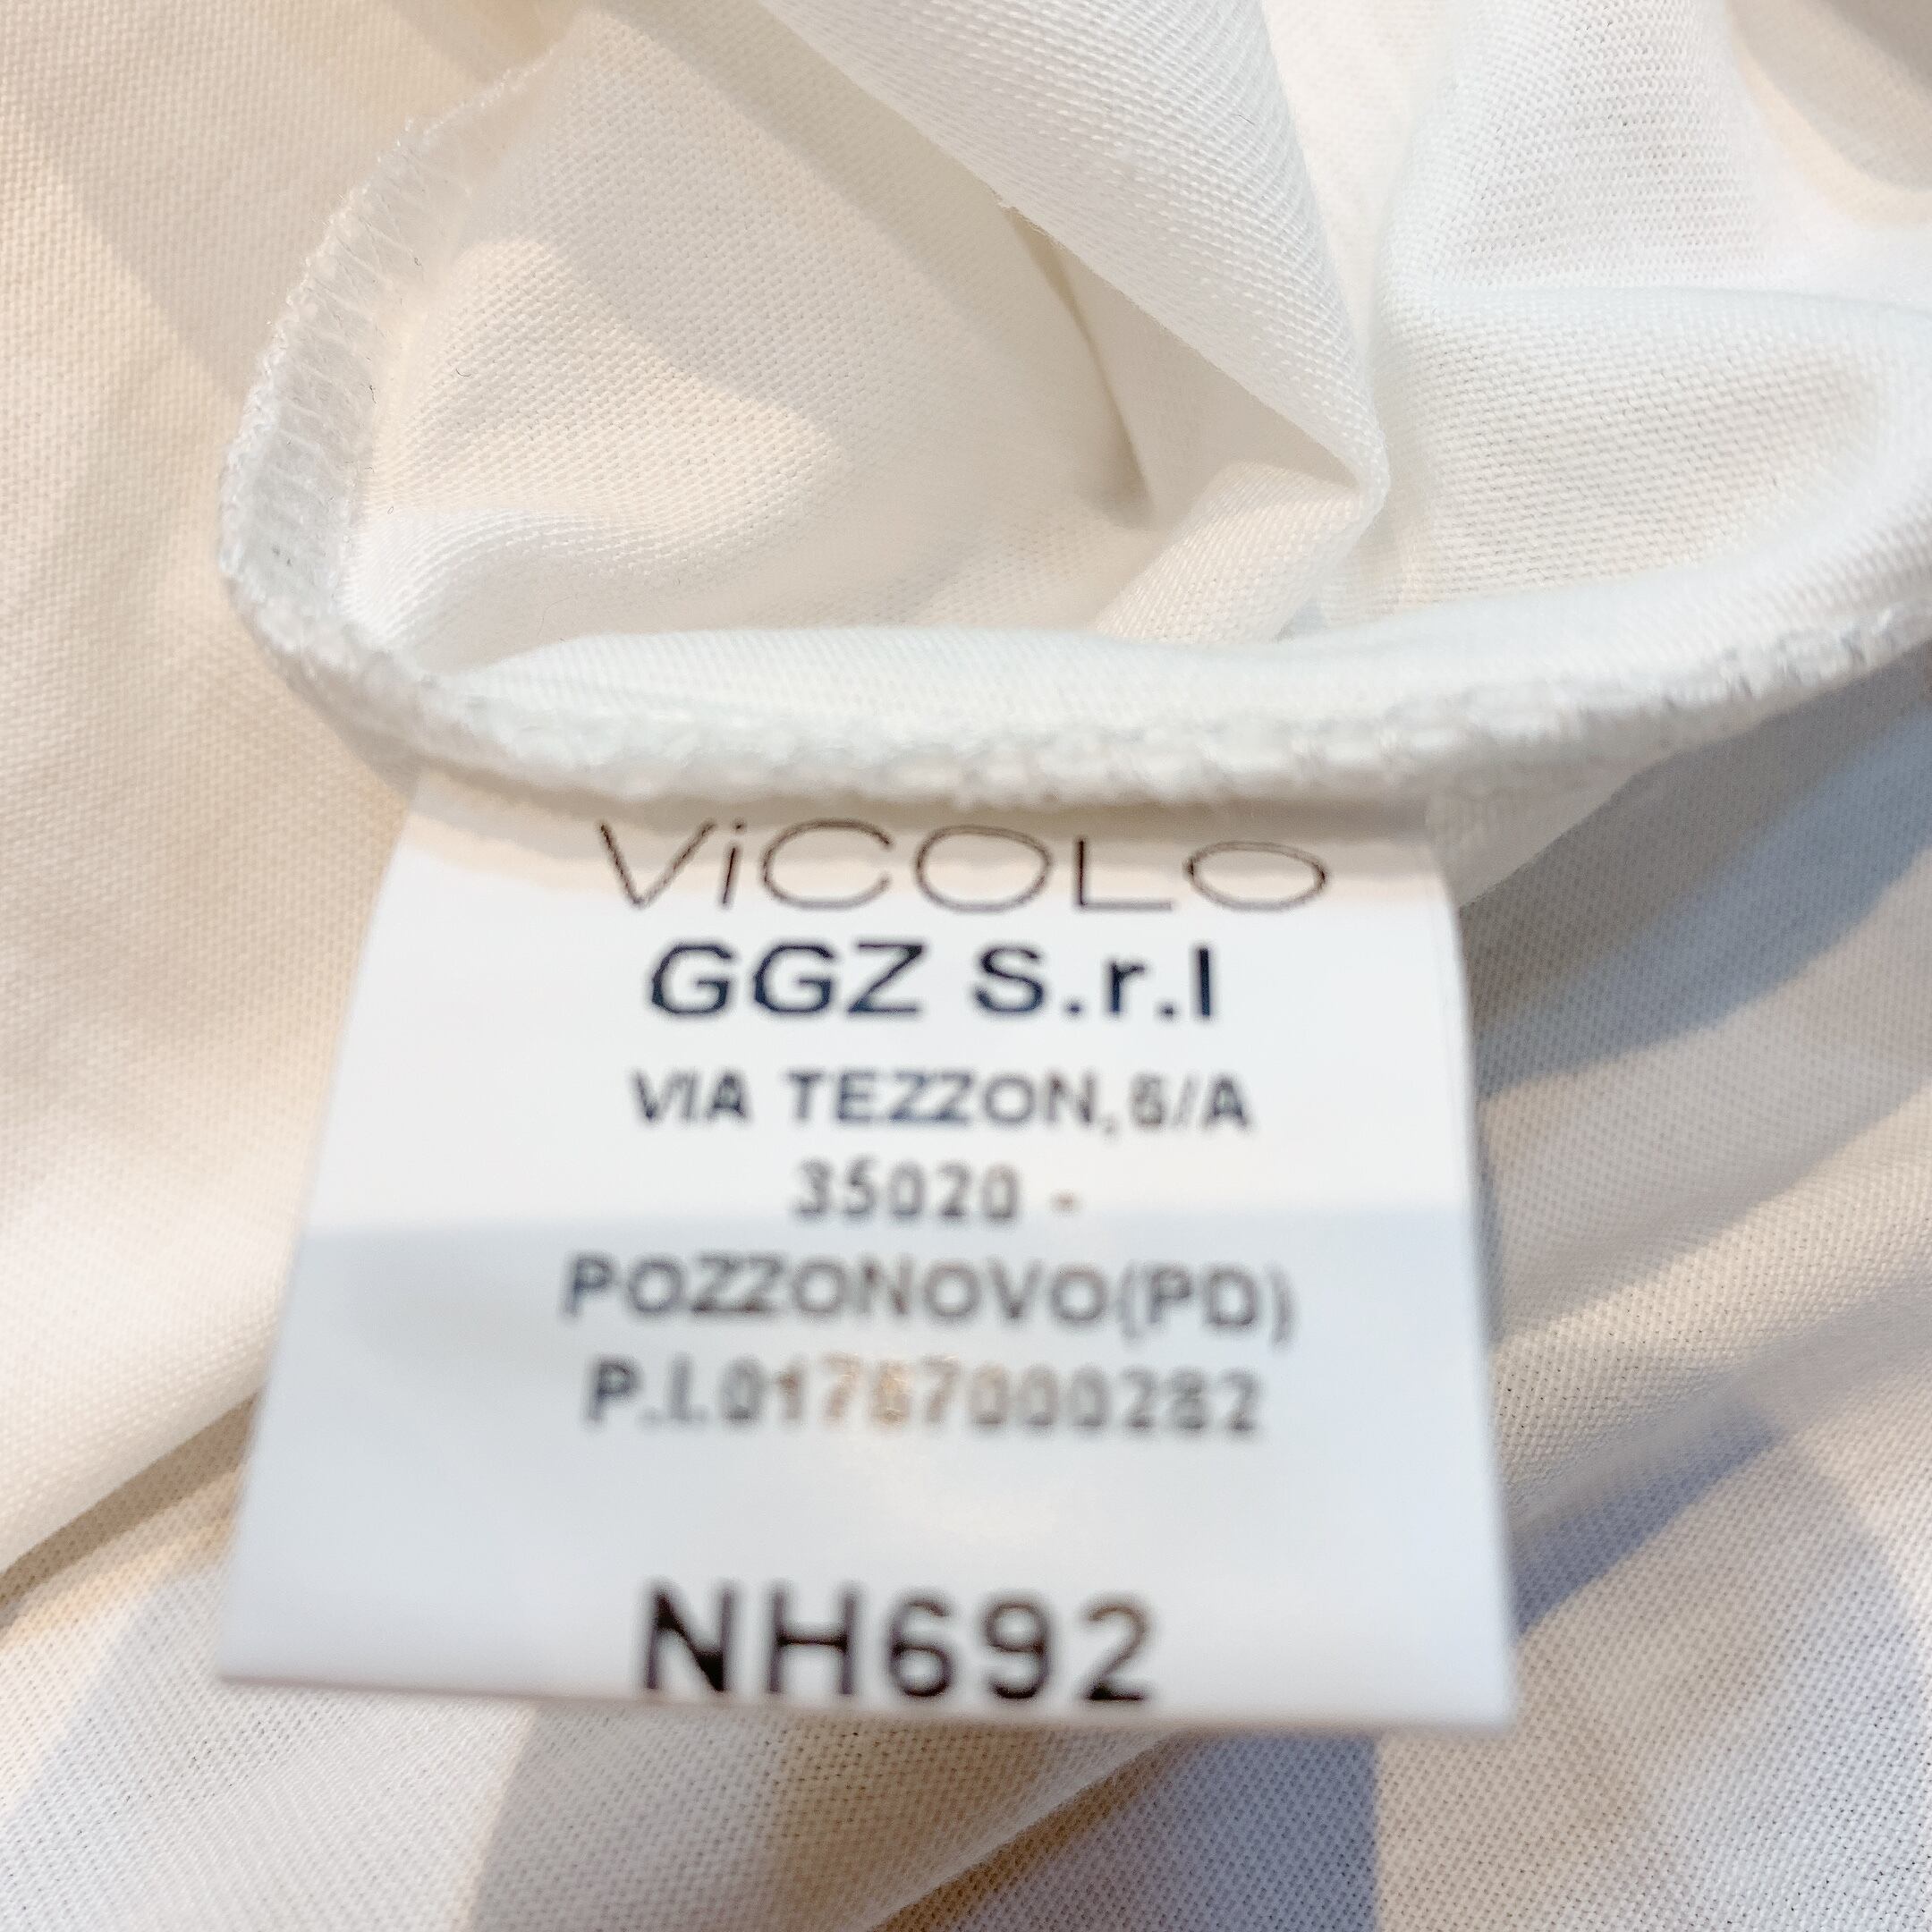 ViCOLO
GGZ S.r.l
VIA TEZZON, 6/A
35020 -
POZZONOVO(PD)
P.I.01767000282
NH692